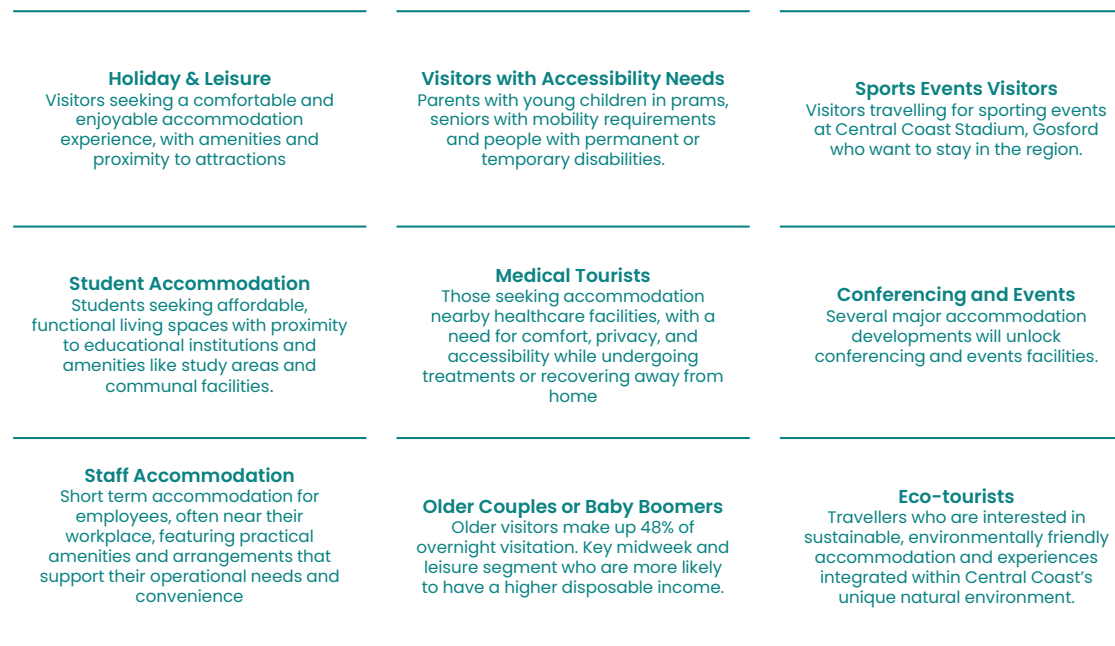 Holiday & Leisure
Visitors seeking a comfortable and
enjoyable accommodation
experience, with amenities and
proximity to attractions
Visitors with Accessibility Needs
Parents with young children in prams,
seniors with mobility requirements
and people with permanent or
temporary disabilities.
Sports Events Visitors
Visitors travelling for sporting events
at Central Coast Stadium, Gosford
who want to stay in the region.
Student Accommodation
Students seeking affordable,
functional living spaces with proximity
to educational institutions and
amenities like study areas and
communal facilities.
Medical Tourists
Those seeking accommodation
nearby healthcare facilities, with a
need for comfort, privacy, and
accessibility while undergoing
treatments or recovering away from
home
Conferencing and Events
Several major accommodation
developments will unlock
conferencing and events facilities.
Staff Accommodation
Short term accommodation for
employees, often near their
workplace, featuring practical
amenities and arrangements that
support their operational needs and
convenience
Older Couples or Baby Boomers
Older visitors make up 48% of
overnight visitation. Key midweek and
leisure segment who are more likely
to have a higher disposable income.
Eco-tourists
Travellers who are interested in
sustainable, environmentally friendly
accommodation and experiences
integrated within Central Coast's
unique natural environment.